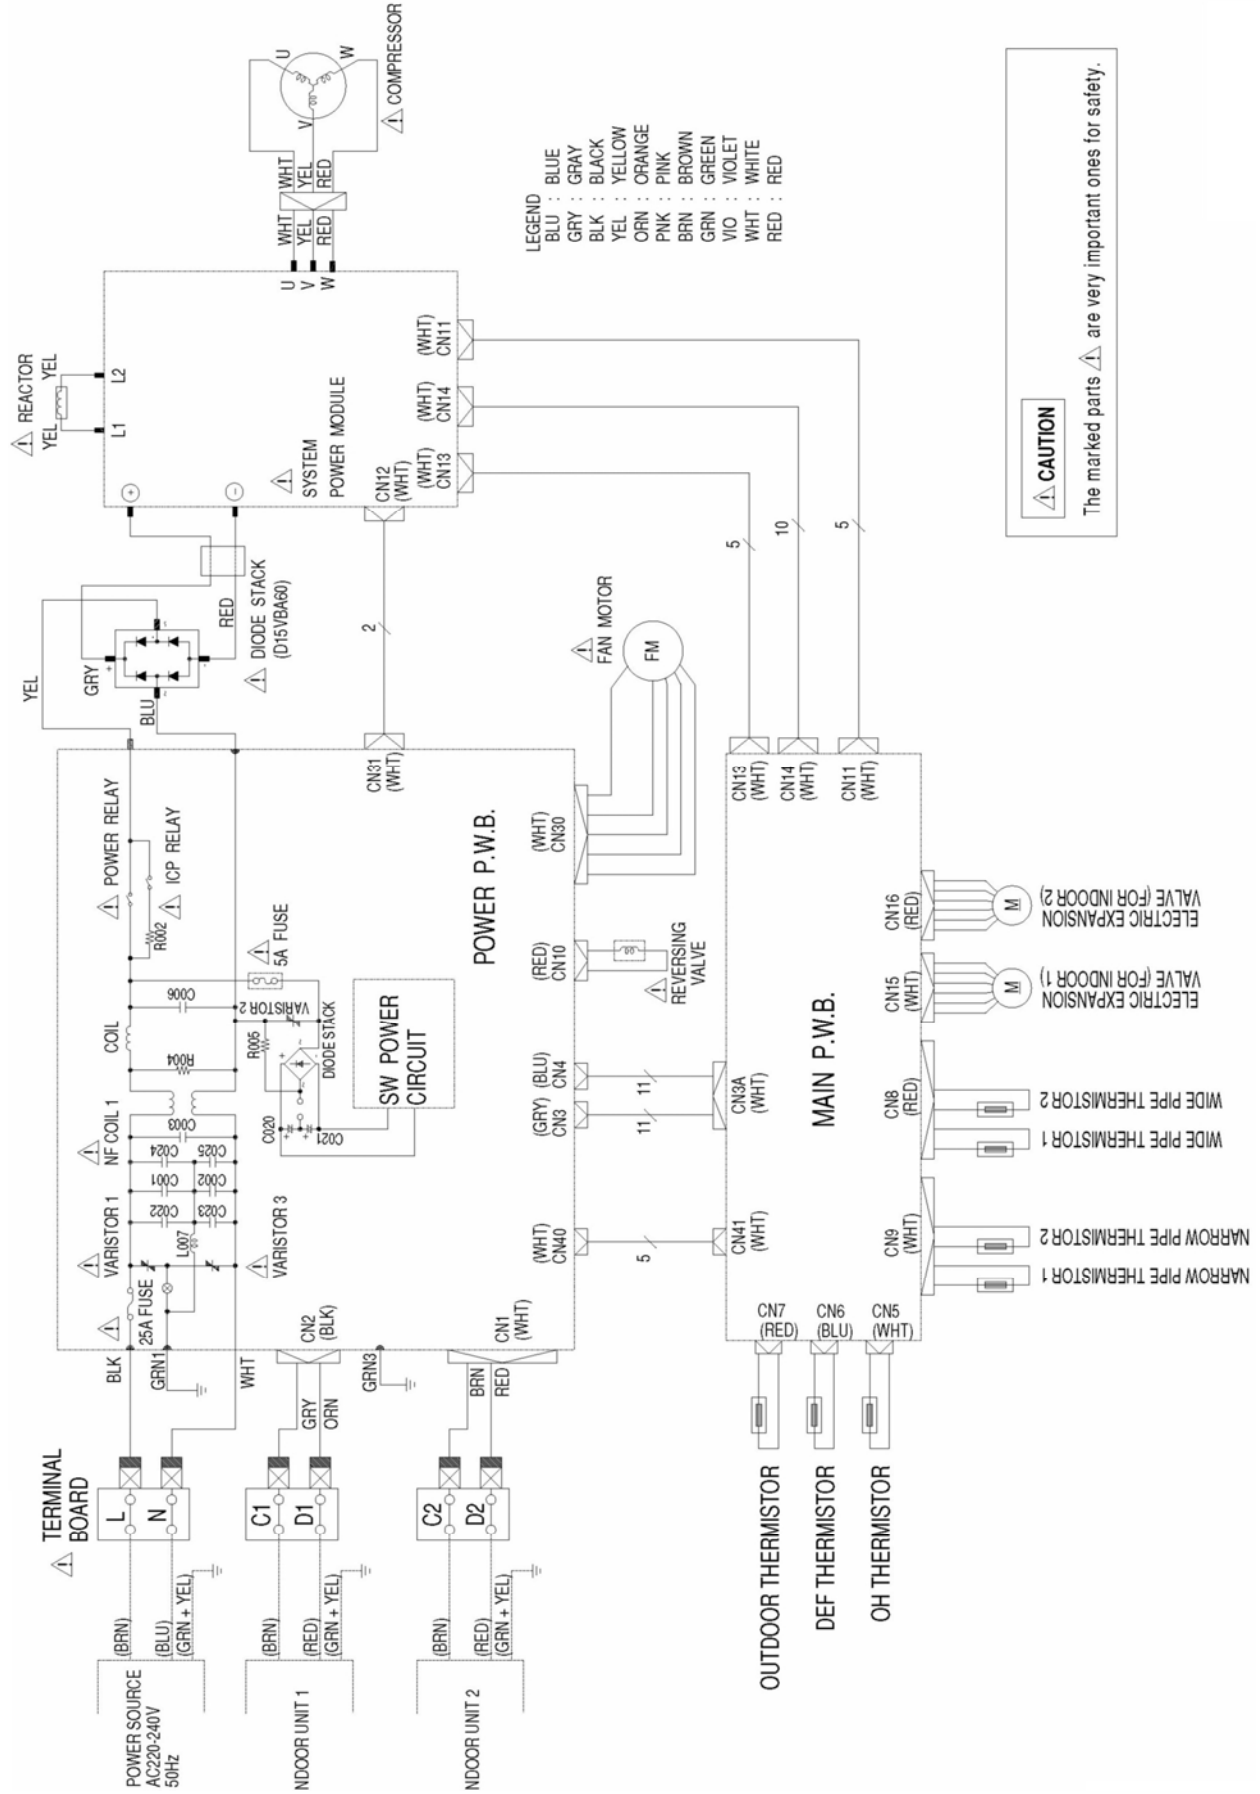 TERMINAL
BOARD
POWER SOURCE
AC220-240V
50Hz
(BRN)
(BLU)
(GRN + YEL)
L
N
BLK
GRN1
WHT
NDOOR UNIT 1
(BRN)
(RED)
(GRN + YEL)
C1
D1
GRY
ORN
CN2
(BLK)
GRN3
NDOOR UNIT 2
(BRN)
(RED)
(GRN + YEL)
C2
D2
BRN
RED
CN1
(WHT)
25A FUSE
VARISTOR 1
VARISTOR 3
L007
C022
C023
C001
C002
C024
C025
NF COIL 1
C003
R004
COIL
C006
R005
VARISTOR 2
5A FUSE
DIODE STACK
C020
C021
SW POWER
CIRCUIT
R002
POWER RELAY
ICP RELAY
POWER P.W.B.
(WHT)
CN40
(GRY)
CN3
(BLU)
CN4
(RED)
CN10
(WHT)
CN30
CN31
(WHT)
REVERSING
VALVE
FAN MOTOR
FM
YEL
GRY
BLU
RED
+
-
~
~
DIODE STACK
(D15VBA60)
2
REACTOR
YEL
YEL
L1
L2
+
−
SYSTEM
POWER MODULE
CN12
(WHT)
(WHT)
CN13
(WHT)
CN14
(WHT)
CN11
U
V
W
WHT
YEL
RED
WHT
YEL
RED
U
V
W
COMPRESSOR
LEGEND
BLU : BLUE
GRY : GRAY
BLK : BLACK
YEL : YELLOW
ORN : ORANGE
PNK : PINK
BRN : BROWN
GRN : GREEN
VIO : VIOLET
WHT : WHITE
RED : RED
5
11
11
5
10
5
CN41
(WHT)
CN3A
(WHT)
CN13
(WHT)
CN14
(WHT)
CN11
(WHT)
MAIN P.W.B.
CN7
(RED)
CN6
(BLU)
CN5
(WHT)
CN9
(WHT)
CN8
(RED)
CN15
(WHT)
CN16
(RED)
OUTDOOR THERMISTOR
DEF THERMISTOR
OH THERMISTOR
NARROW PIPE THERMISTOR 1
NARROW PIPE THERMISTOR 2
WIDE PIPE THERMISTOR 1
WIDE PIPE THERMISTOR 2
M
ELECTRIC EXPANSION
VALVE (FOR INDOOR 1)
M
ELECTRIC EXPANSION
VALVE (FOR INDOOR 2)
CAUTION
The marked parts ⚠ are very important ones for safety.